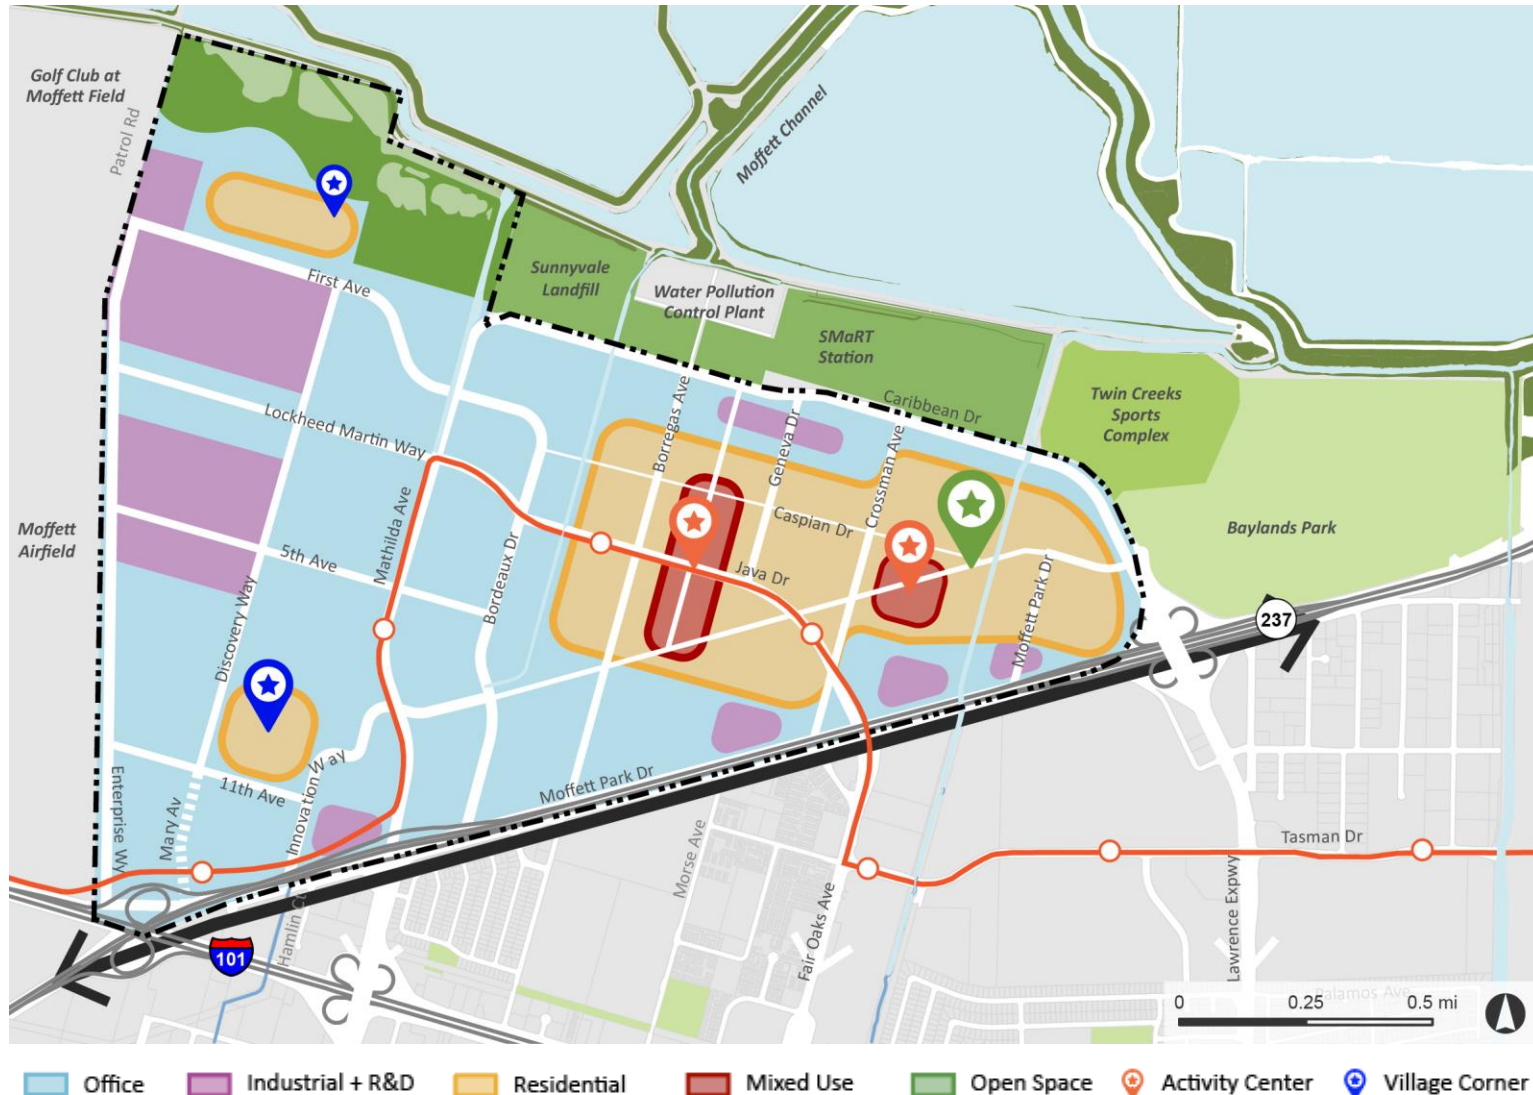 Golf Club at
Moffett Field
Patrol Rd
Moffett Channel
First Ave
Sunnyvale
Landfill
Water Pollution
Control Plant
SMaRT
Station
Twin Creeks
Sports
Complex
Caribbean Dr
Lockheed Martin Way
Borregas Ave
Geneva Dr
Crossman Ave
Caspian Dr
Baylands Park
Moffett
Airfield
5th Ave
Mathilda Ave
Bordeaux Dr
Java Dr
Discovery Way
Moffett Park Dr
237
11th Ave
Innovation Way
Enterprise Wy
Mary Av
Moffett Park Dr
Morse Ave
Fair Oaks Ave
Tasman Dr
Lawrence Expwy
Hamlin Ct
101
Palamos Ave
0 0.25 0.5 mi
Office Industrial + R&D Residential Mixed Use Open Space Activity Center Village Corner